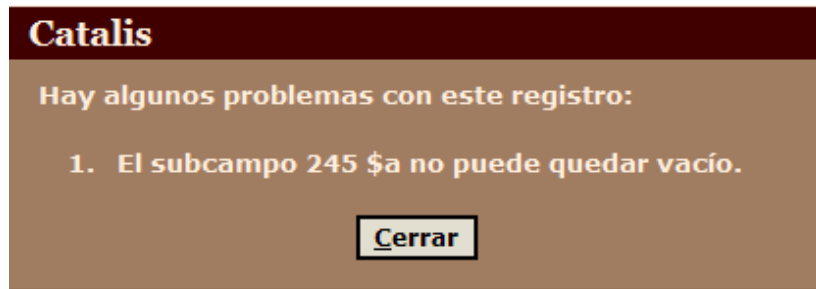 Catalis
Hay algunos problemas con este registro:
1. El subcampo 245 $a no puede quedar vacío.
Cerrar